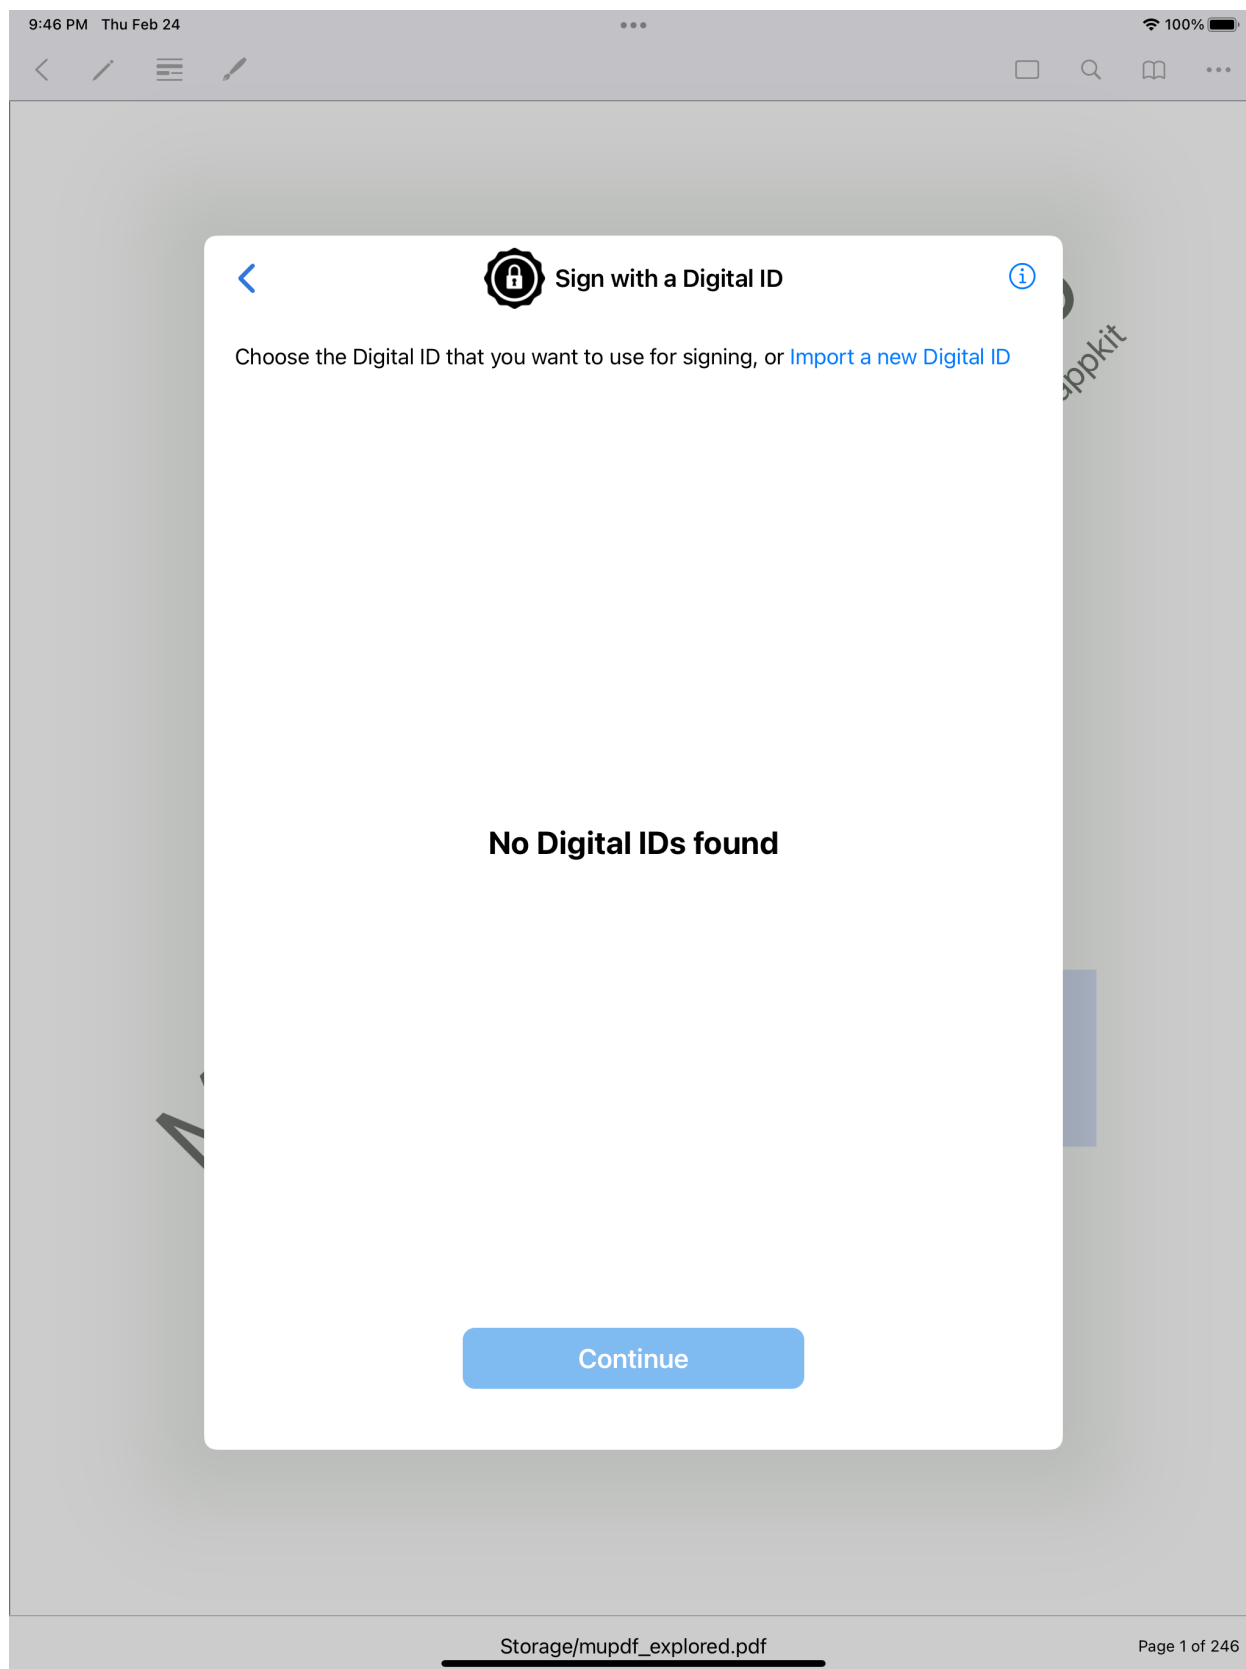 9:46 PM Thu Feb 24
100%
Sign with a Digital ID
Choose the Digital ID that you want to use for signing, or Import a new Digital ID
appkit
No Digital IDs found
Continue
Storage/mupdf_explored.pdf
Page 1 of 246